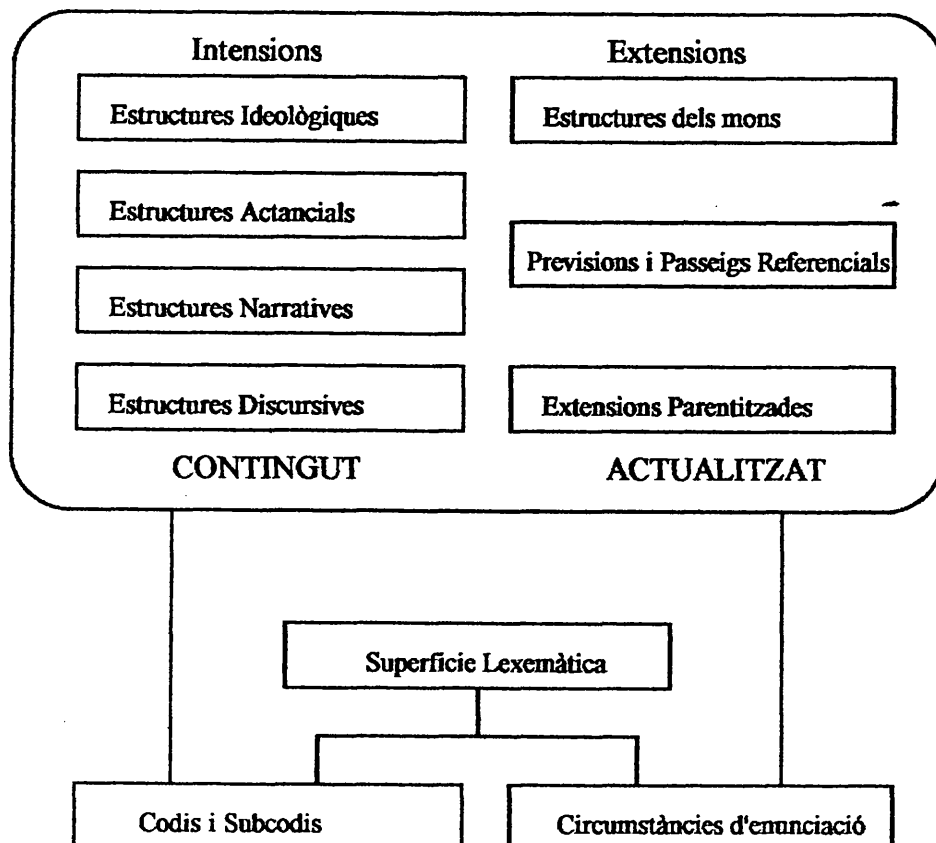 Intensions
Extensions
Estructures Ideològiques
Estructures dels mons
Estructures Actancials
Previsions i Passeigs Referencials
Estructures Narratives
Estructures Discursives
Extensions Parentitzades
CONTINGUT
ACTUALITZAT
Superfície Lexemàtica
Codis i Subcodis
Circumstàncies d'enunciació